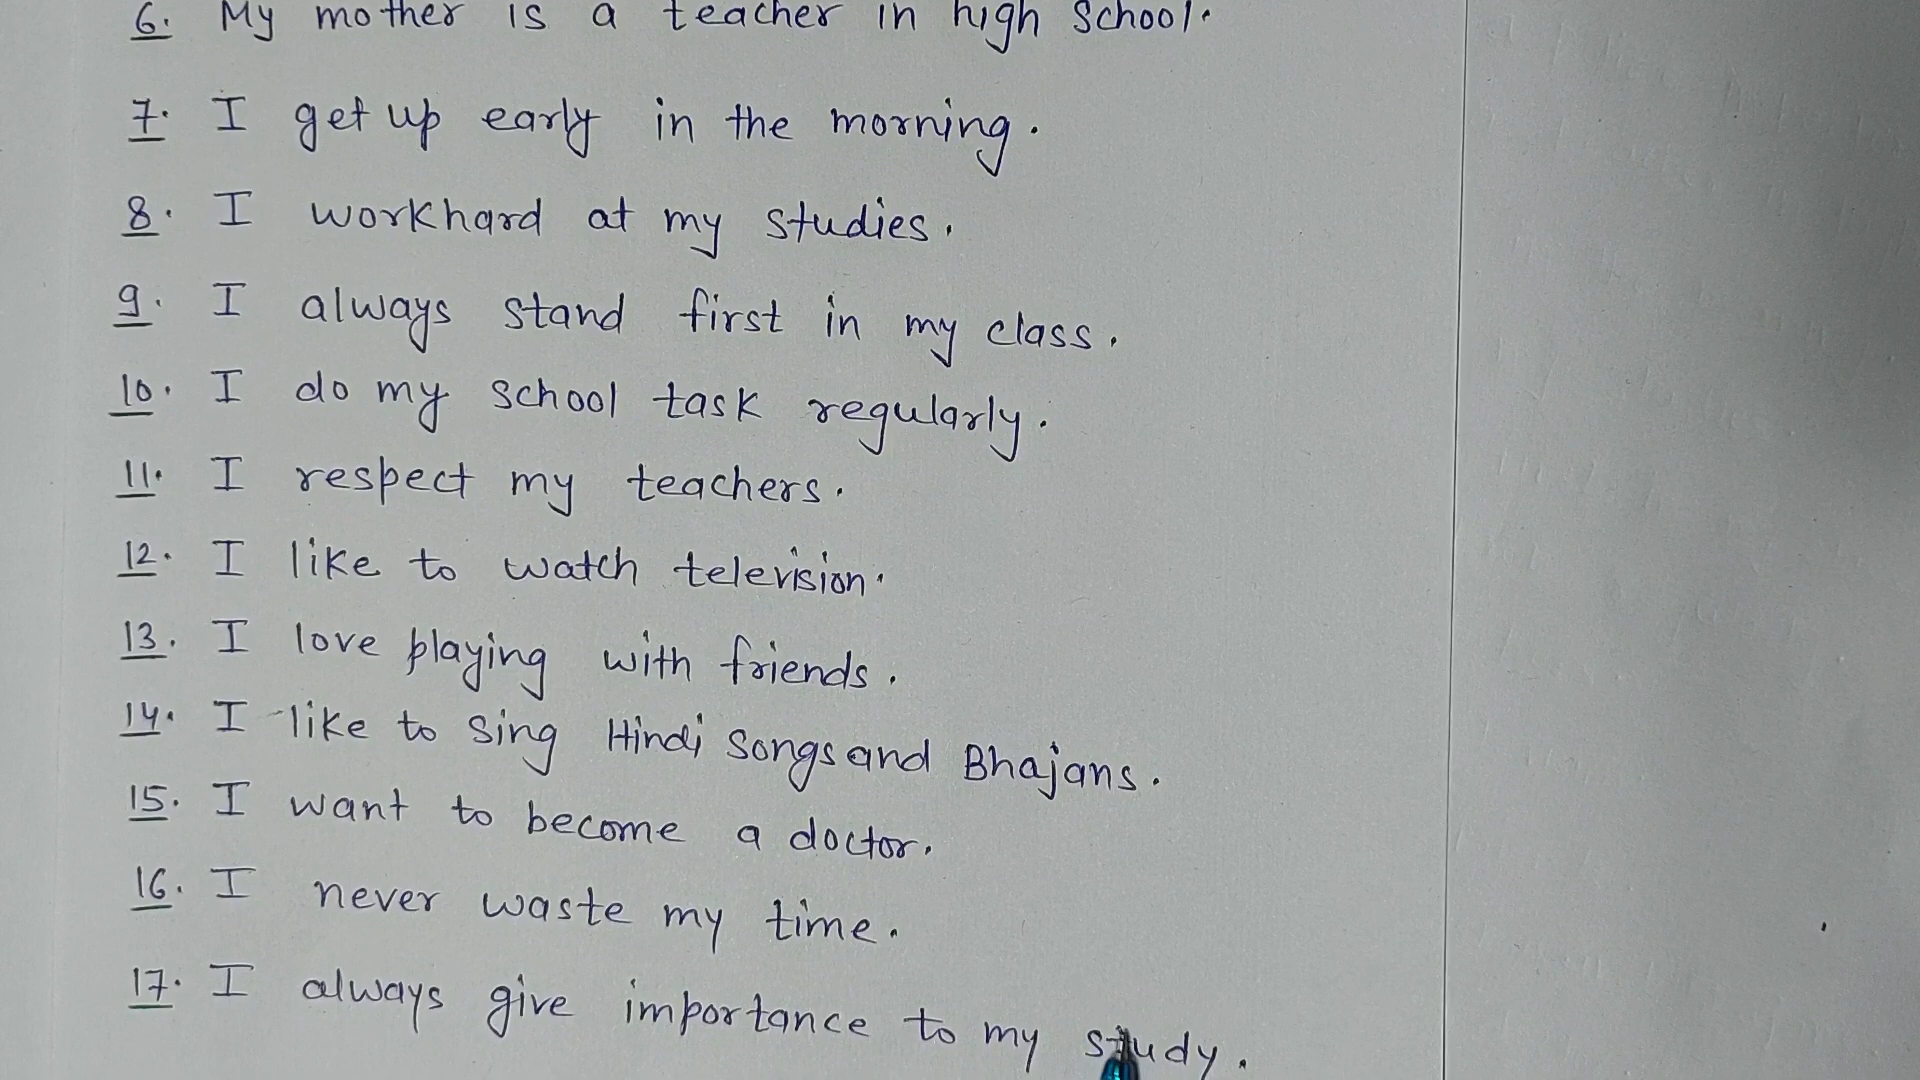 6. My mother is a teacher in high school.
7. I get up early in the morning.
8. I workhard at my studies.
9. I always stand first in my class.
10. I do my school task regularly.
11. I respect my teachers.
12. I like to watch television.
13. I love playing with friends.
14. I like to sing Hindi songs and Bhajans.
15. I want to become a doctor.
16. I never waste my time.
17. I always give importance to my study.